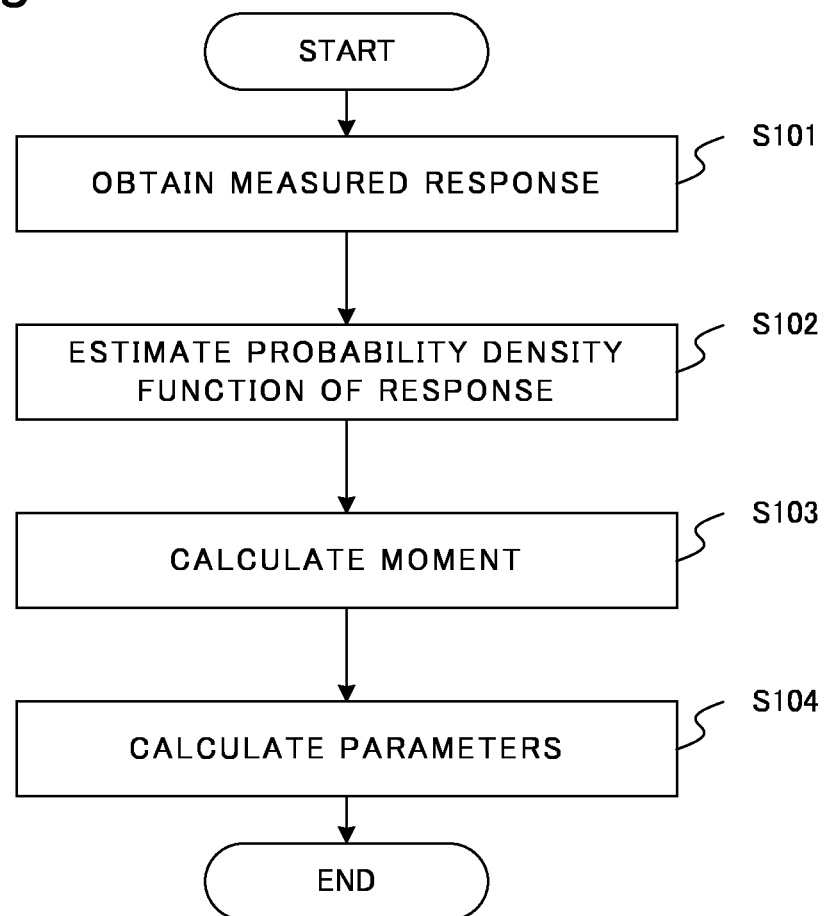 START
OBTAIN MEASURED RESPONSE
S101
ESTIMATE PROBABILITY DENSITY
FUNCTION OF RESPONSE
S102
CALCULATE MOMENT
S103
CALCULATE PARAMETERS
S104
END